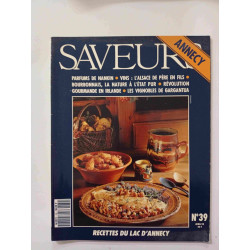 SAVEURS
ANNECY
PARFUMS DE NANKIN • VINS : L'ALSACE DE PÈRE EN FILS •
BOURBONNAIS, LA NATURE À L'ÉTAT PUR • RÉVOLUTION
GOURMANDE EN IRLANDE • LES VIGNOBLES DE GARGANTUA
N°39
RECETTES DU LAC D'ANNECY